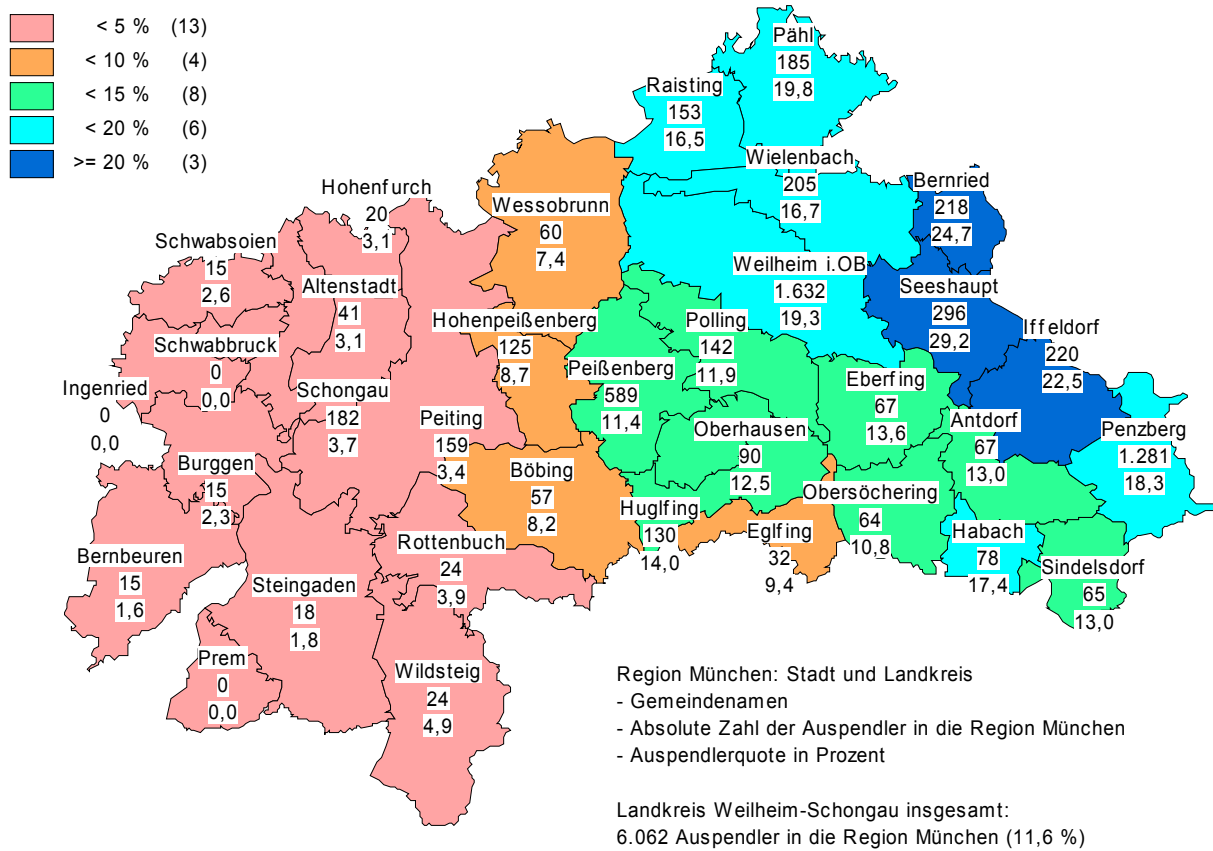 < 5 % (13)
< 10 % (4)
< 15 % (8)
< 20 % (6)
>= 20 % (3)
Pähl
185
19,8
Raisting
153
16,5
Wielenbach
205
16,7
Bernried
218
24,7
Hohenfurch
20
3,1
Wessobrunn
60
7,4
Schwabsoien
15
2,6
Altenstadt
41
3,1
Weilheim i.OB
1.632
19,3
Seeshaupt
296
29,2
Hohenpeißenberg
125
8,7
Polling
142
11,9
Iffeldorf
220
22,5
Schwabbruck
0
0,0
Peißenberg
589
11,4
Eberfing
67
13,6
Ingenried
0
0,0
Schongau
182
3,7
Peiting
159
3,4
Oberhausen
90
12,5
Antdorf
67
13,0
Penzberg
1.281
18,3
Burggen
15
2,3
Böbing
57
8,2
Obersöchering
64
10,8
Huglfing
130
14,0
Eglfing
32
9,4
Habach
78
17,4
Bernbeuren
15
1,6
Rottenbuch
24
3,9
Sindelsdorf
65
13,0
Steingaden
18
1,8
Prem
0
0,0
Wildsteig
24
4,9
Region München: Stadt und Landkreis
- Gemeindenamen
- Absolute Zahl der Auspendler in die Region München
- Auspendlerquote in Prozent
Landkreis Weilheim-Schongau insgesamt:
6.062 Auspendler in die Region München (11,6 %)